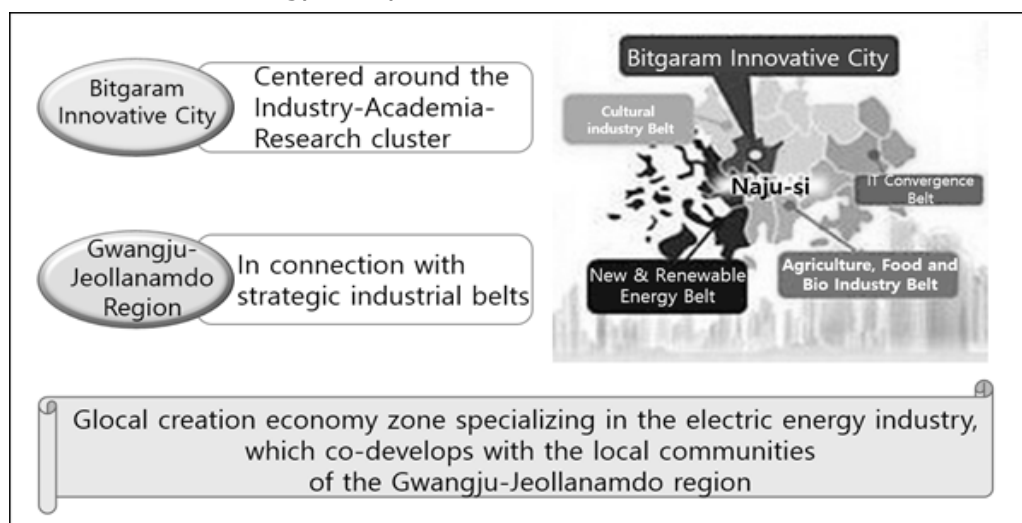 Bitgaram
Innovative City
Centered around the
Industry-Academia-
Research cluster
Gwangju-
Jeollanamdo
Region
In connection with
strategic industrial belts
Bitgaram Innovative City
Cultural
industry Belt
Naju-si
IT Convergence
Belt
New & Renewable
Energy Belt
Agriculture, Food and
Bio Industry Belt
Glocal creation economy zone specializing in the electric energy industry,
which co-develops with the local communities
of the Gwangju-Jeollanamdo region